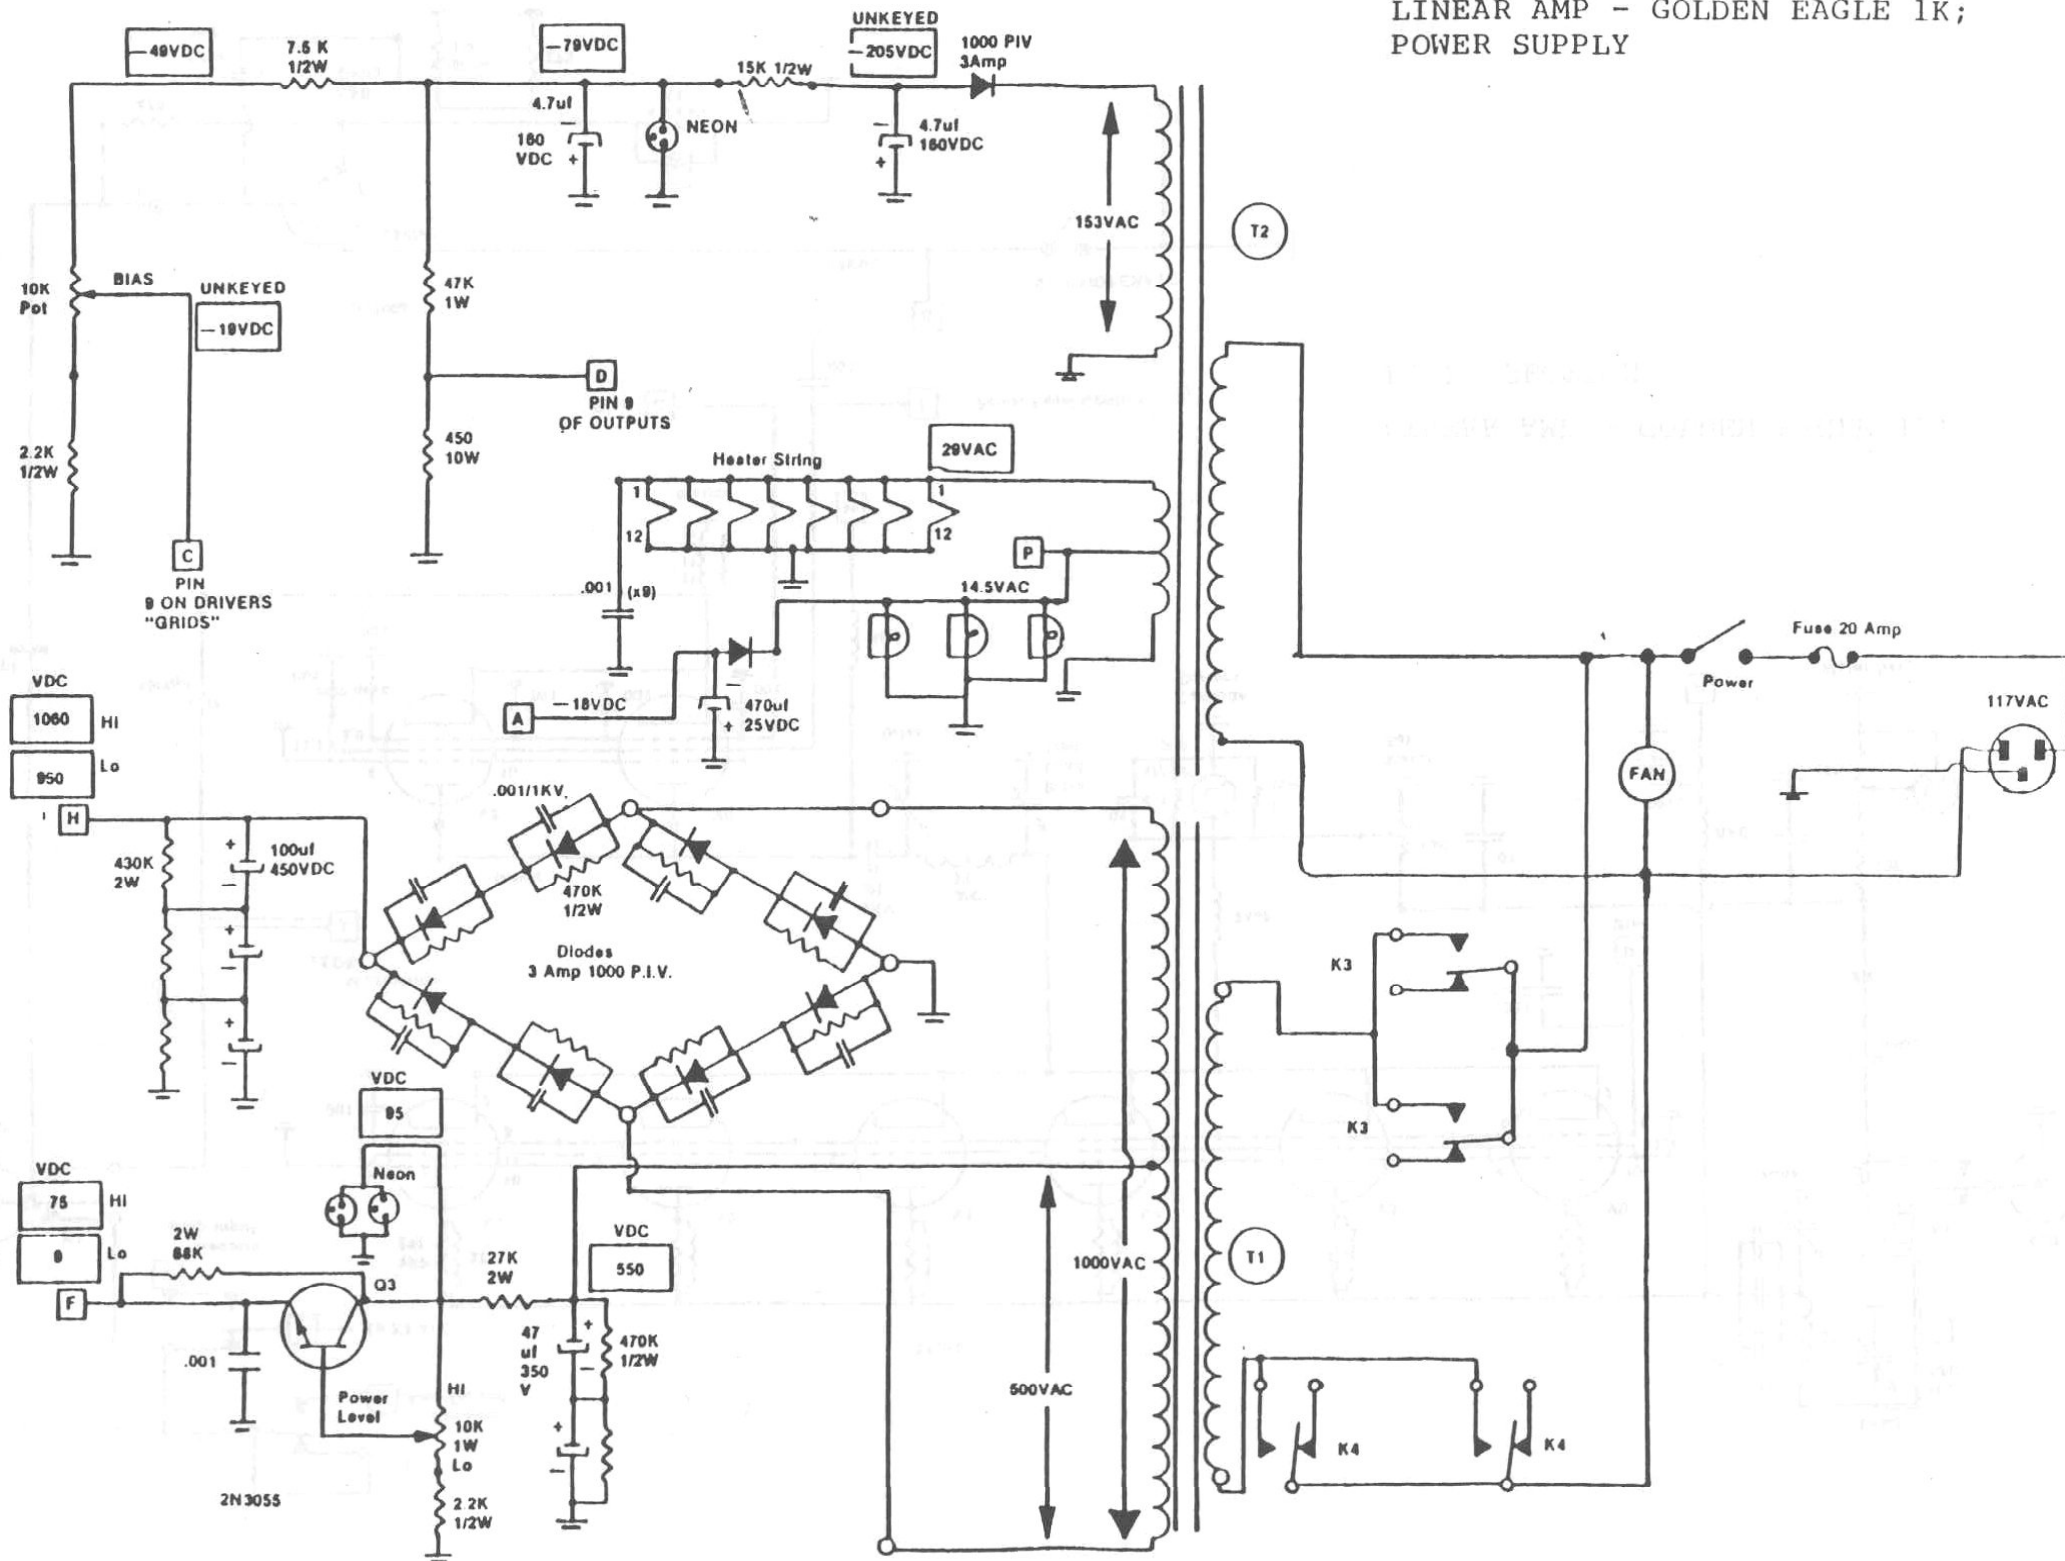 LINEAR AMP - GOLDEN EAGLE 1K;
POWER SUPPLY
-49VDC
7.5 K
1/2W
-79VDC
UNKEYED
-205VDC
1000 PIV
3Amp
15K 1/2W
4.7uf
160
VDC
-
+
NEON
4.7uf
160VDC
-
+
153VAC
T2
10K
Pot
BIAS
UNKEYED
-19VDC
47K
1W
D
PIN 9
OF OUTPUTS
2.2K
1/2W
450
10W
C
PIN
9 ON DRIVERS
"GRIDS"
Heater String
29VAC
1
1
12
12
P
.001 (x9)
14.5VAC
A
-18VDC
-
+
470uf
25VDC
Fuse 20 Amp
Power
117VAC
FAN
VDC
1060 Hi
950 Lo
H
430K
2W
+
100uf
450VDC
-
+
-
+
-
.001/1KV
470K
1/2W
Diodes
3 Amp 1000 P.I.V.
K3
K3
VDC
95
Neon
VDC
75 Hi
9 Lo
F
2W
68K
Q3
27K
2W
VDC
550
.001
2N3055
Power
Level
Hi
10K
1W
Lo
2.2K
1/2W
47
uf
350
V
+
-
+
-
470K
1/2W
500VAC
1000VAC
T1
K4
K4